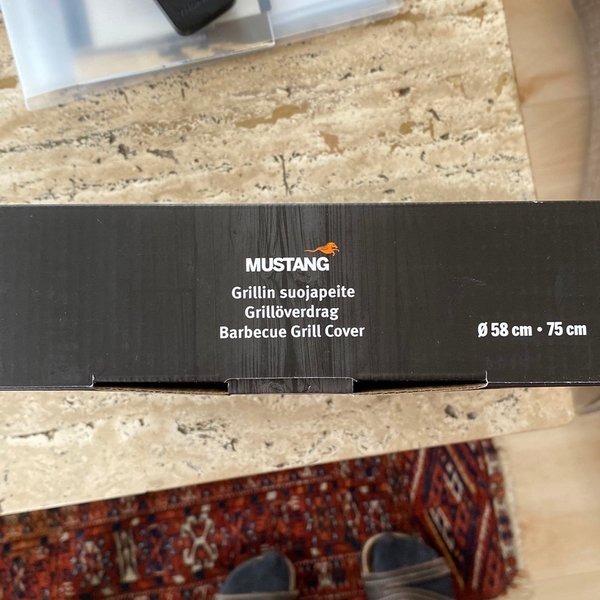 MUSTANG
Grillin suojapeite
Grillöverdrag
Barbecue Grill Cover
Ø 58 cm • 75 cm